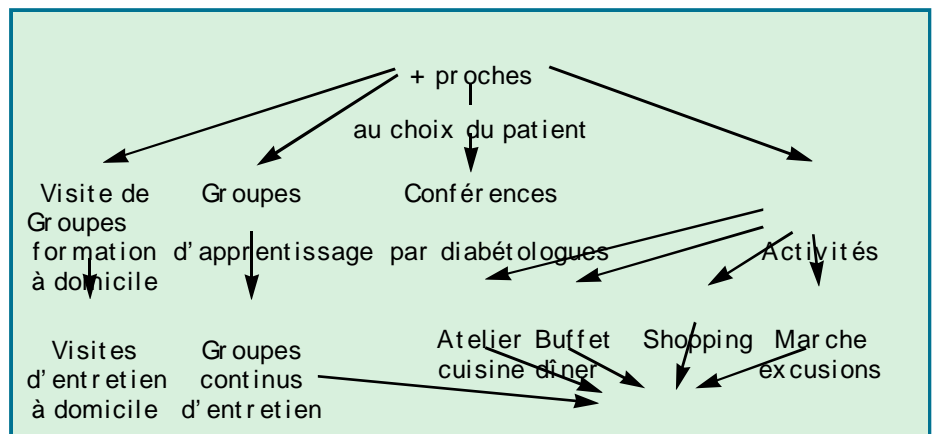 + proches
au choix du patient
Visite de Groupes Conférences
Groupes
formation d'apprentissage par diabétologues Activités
à domicile
Atelier Buffet Shopping Marche
Visites Groupes cuisine dîner excusions
d'entretien continus
à domicile d'entretien